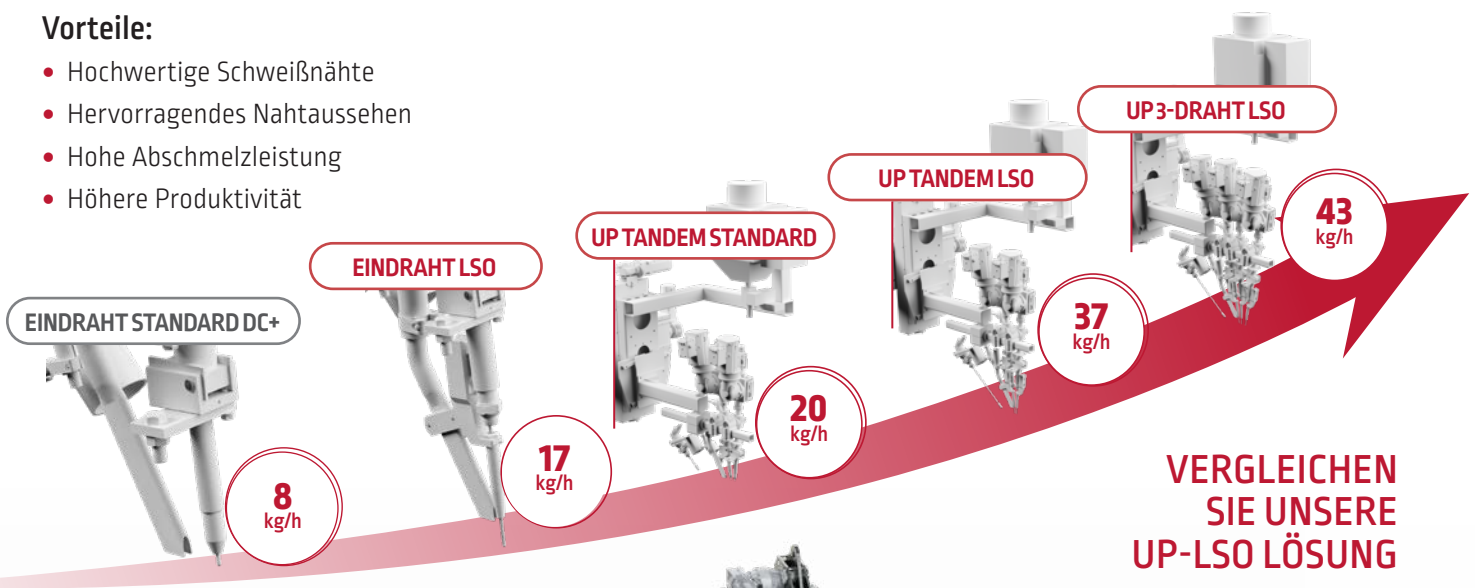 Vorteile:
• Hochwertige Schweißnähte
• Hervorragendes Nahtaussehen
• Hohe Abschmelzleistung
• Höhere Produktivität
EINDRAHT STANDARD DC+
8
kg/h
EINDRAHT LSO
17
kg/h
UP TANDEM STANDARD
20
kg/h
UP TANDEM LSO
37
kg/h
UP 3-DRAHT LSO
43
kg/h
VERGLEICHEN
SIE UNSERE
UP-LSO LÖSUNG